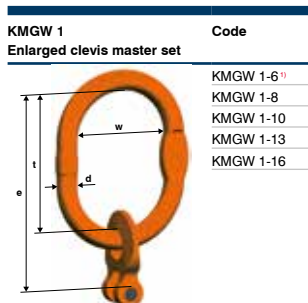 KMGW 1
Enlarged clevis master set
Code
KMGW 1-6 ¹⁾
KMGW 1-8
KMGW 1-10
KMGW 1-13
KMGW 1-16
w
t
e
d